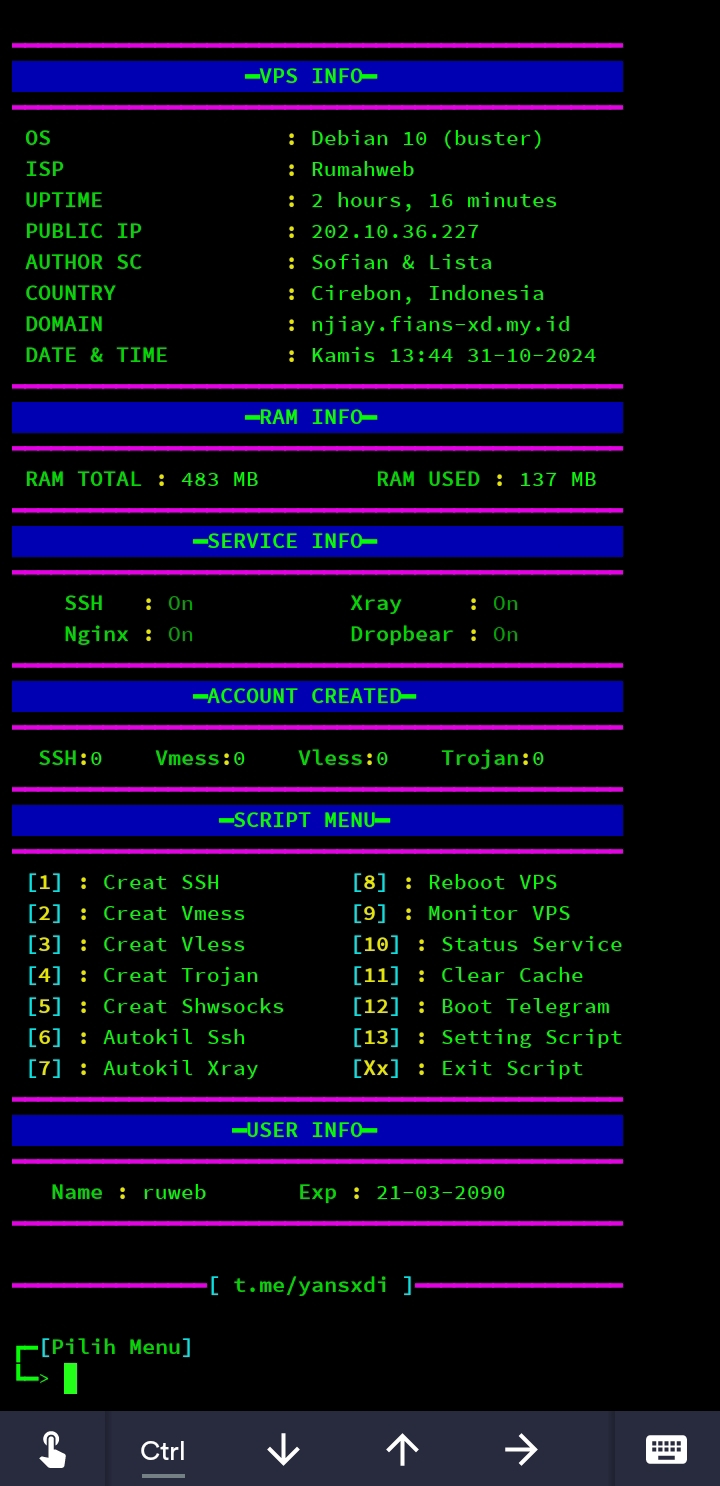 ━VPS INFO━
OS : Debian 10 (buster)
ISP : Rumahweb
UPTIME : 2 hours, 16 minutes
PUBLIC IP : 202.10.36.227
AUTHOR SC : Sofian & Lista
COUNTRY : Cirebon, Indonesia
DOMAIN : njiay.fians-xd.my.id
DATE & TIME : Kamis 13:44 31-10-2024
━RAM INFO━
RAM TOTAL : 483 MB RAM USED : 137 MB
━SERVICE INFO━
SSH : On Xray : On
Nginx : On Dropbear : On
━ACCOUNT CREATED━
SSH:0 Vmess:0 Vless:0 Trojan:0
━SCRIPT MENU━
[1] : Creat SSH [8] : Reboot VPS
[2] : Creat Vmess [9] : Monitor VPS
[3] : Creat Vless [10] : Status Service
[4] : Creat Trojan [11] : Clear Cache
[5] : Creat Shwsocks [12] : Boot Telegram
[6] : Autokil Ssh [13] : Setting Script
[7] : Autokil Xray [Xx] : Exit Script
━USER INFO━
Name : ruweb Exp : 21-03-2090
[ t.me/yansxdi ]
┏━[Pilih Menu]
┗━>
Ctrl